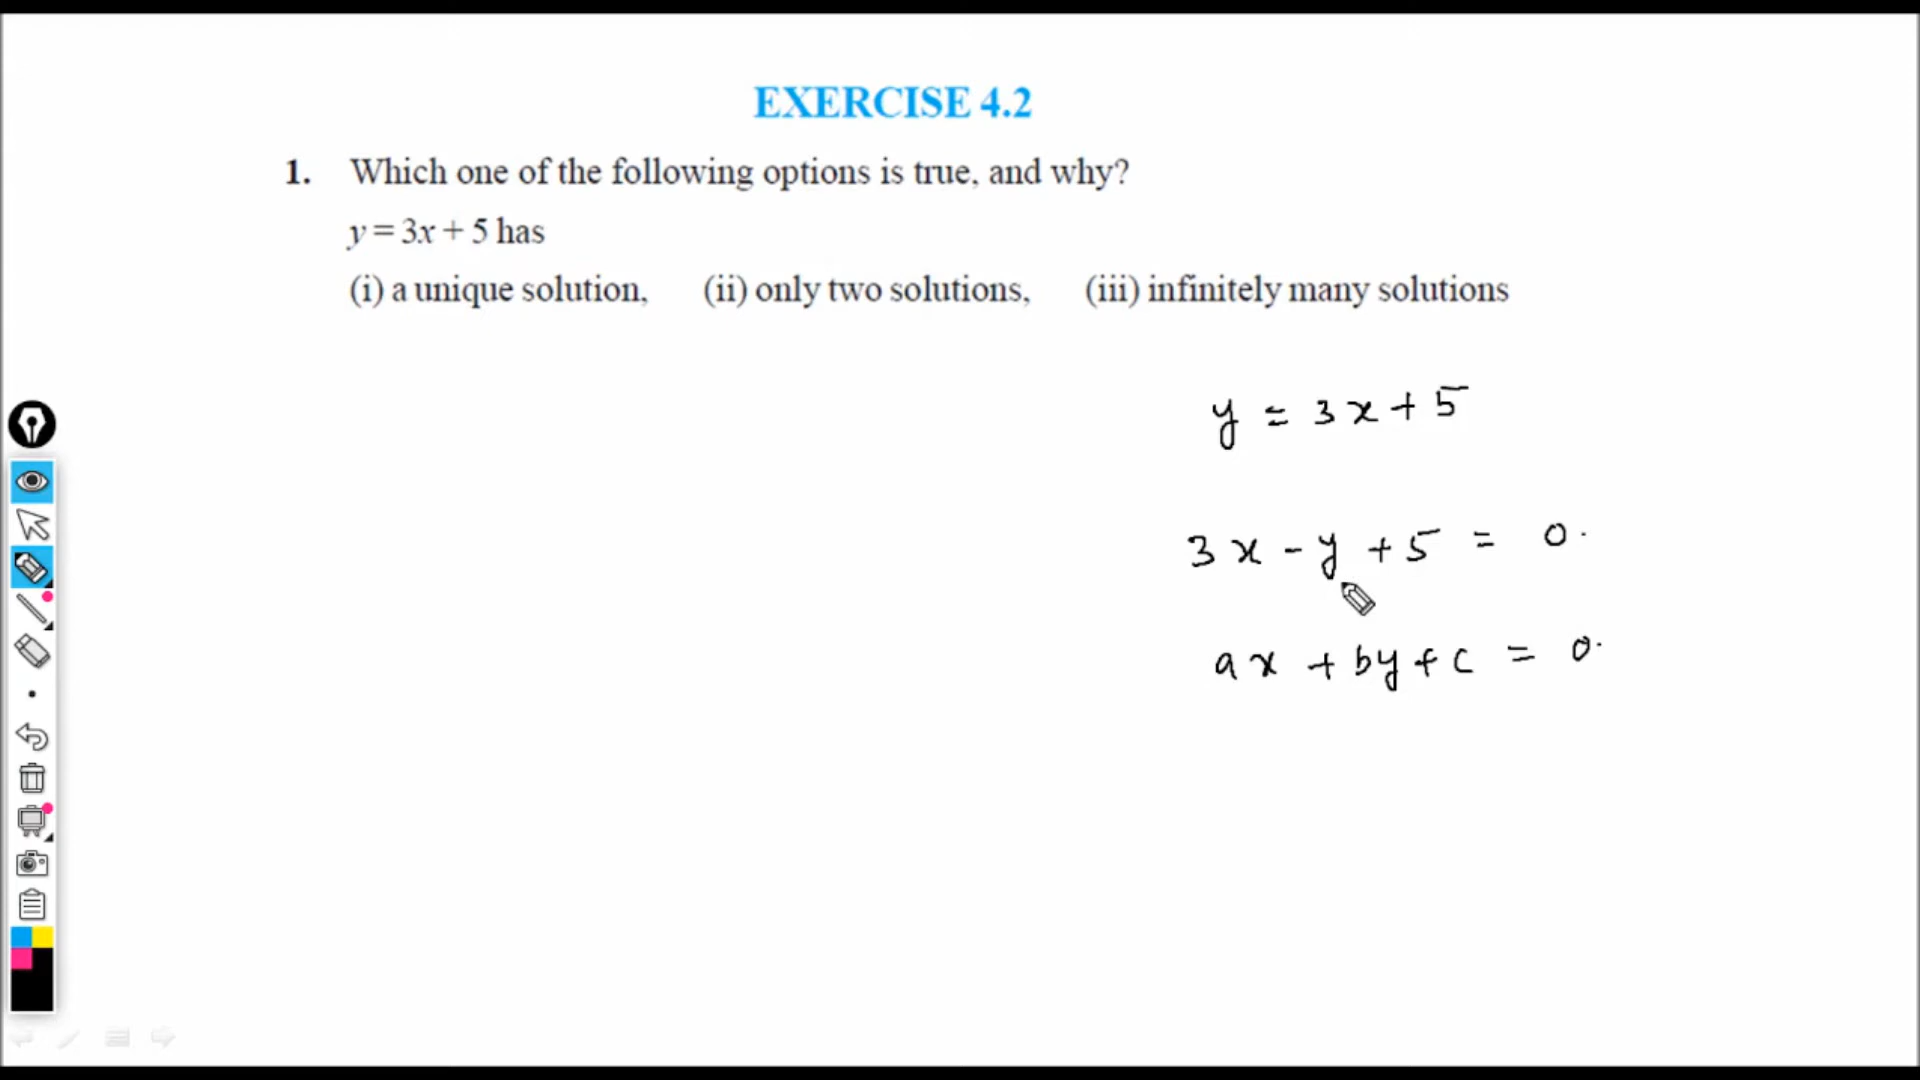 EXERCISE 4.2
1. Which one of the following options is true, and why?
y = 3x + 5 has
(i) a unique solution, (ii) only two solutions, (iii) infinitely many solutions
y = 3x + 5
3x - y + 5 = 0.
ax + by + c = 0.